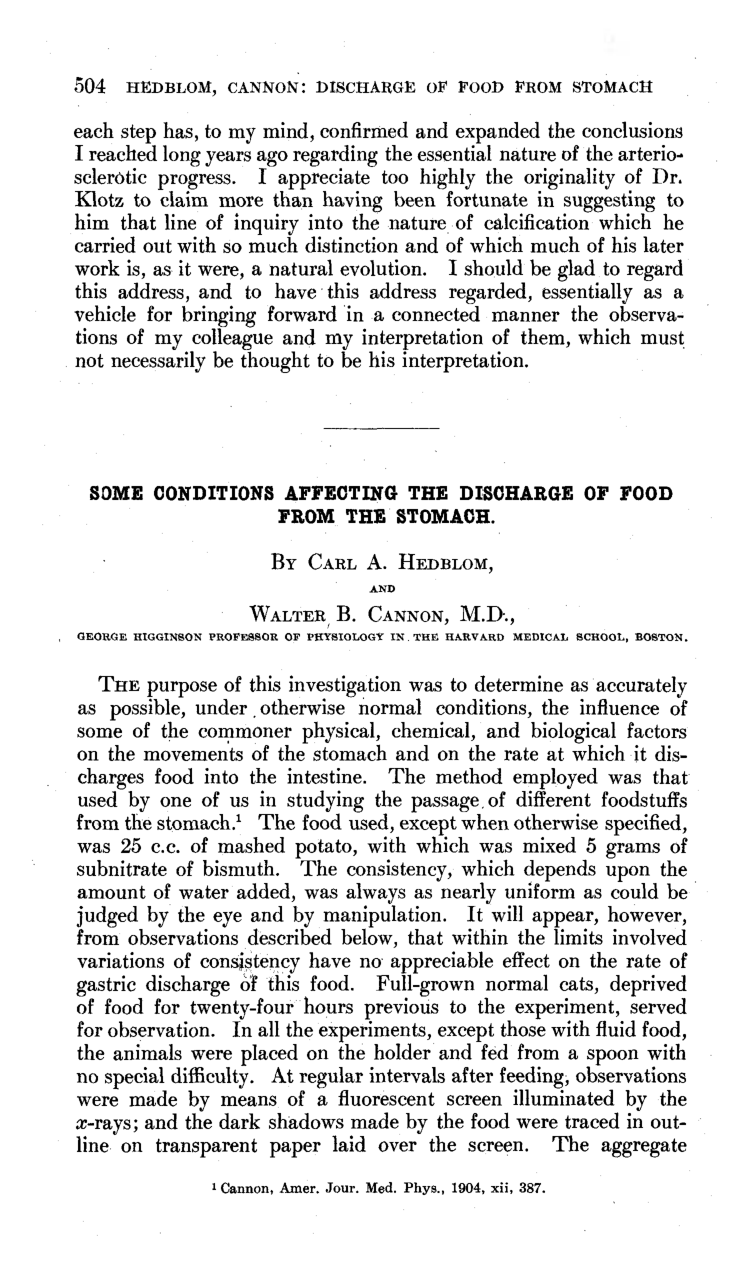 504 HEDBLOM, CANNON: DISCHARGE OF FOOD FROM STOMACH
each step has, to my mind, confirmed and expanded the conclusions
I reached long years ago regarding the essential nature of the arterio-
sclerotic progress. I appreciate too highly the originality of Dr.
Klotz to claim more than having been fortunate in suggesting to
him that line of inquiry into the nature of calcification which he
carried out with so much distinction and of which much of his later
work is, as it were, a natural evolution. I should be glad to regard
this address, and to have this address regarded, essentially as a
vehicle for bringing forward in a connected manner the observa-
tions of my colleague and my interpretation of them, which must
not necessarily be thought to be his interpretation.
SOME CONDITIONS AFFECTING THE DISCHARGE OF FOOD
FROM THE STOMACH.
BY CARL A. HEDBLOM,
AND
WALTER B. CANNON, M.D.,
GEORGE HIGGINSON PROFESSOR OF PHYSIOLOGY IN THE HARVARD MEDICAL SCHOOL, BOSTON.
THE purpose of this investigation was to determine as accurately
as possible, under otherwise normal conditions, the influence of
some of the commoner physical, chemical, and biological factors
on the movements of the stomach and on the rate at which it dis-
charges food into the intestine. The method employed was that
used by one of us in studying the passage of different foodstuffs
from the stomach.¹ The food used, except when otherwise specified,
was 25 c.c. of mashed potato, with which was mixed 5 grams of
subnitrate of bismuth. The consistency, which depends upon the
amount of water added, was always as nearly uniform as could be
judged by the eye and by manipulation. It will appear, however,
from observations described below, that within the limits involved
variations of consistency have no appreciable effect on the rate of
gastric discharge of this food. Full-grown normal cats, deprived
of food for twenty-four hours previous to the experiment, served
for observation. In all the experiments, except those with fluid food,
the animals were placed on the holder and fed from a spoon with
no special difficulty. At regular intervals after feeding, observations
were made by means of a fluorescent screen illuminated by the
x-rays; and the dark shadows made by the food were traced in out-
line on transparent paper laid over the screen. The aggregate
¹ Cannon, Amer. Jour. Med. Phys., 1904, xii, 387.